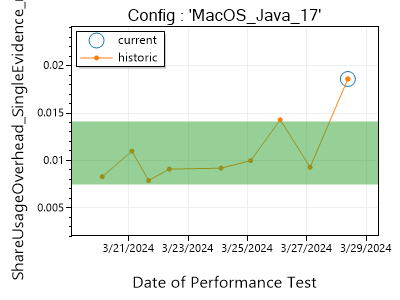 Config : 'MacOS_Java_17'
current
historic
ShareUsageOverhead_SingleEvidence_
0.02
0.015
0.01
0.005
3/21/2024
3/23/2024
3/25/2024
3/27/2024
3/29/2024
Date of Performance Test